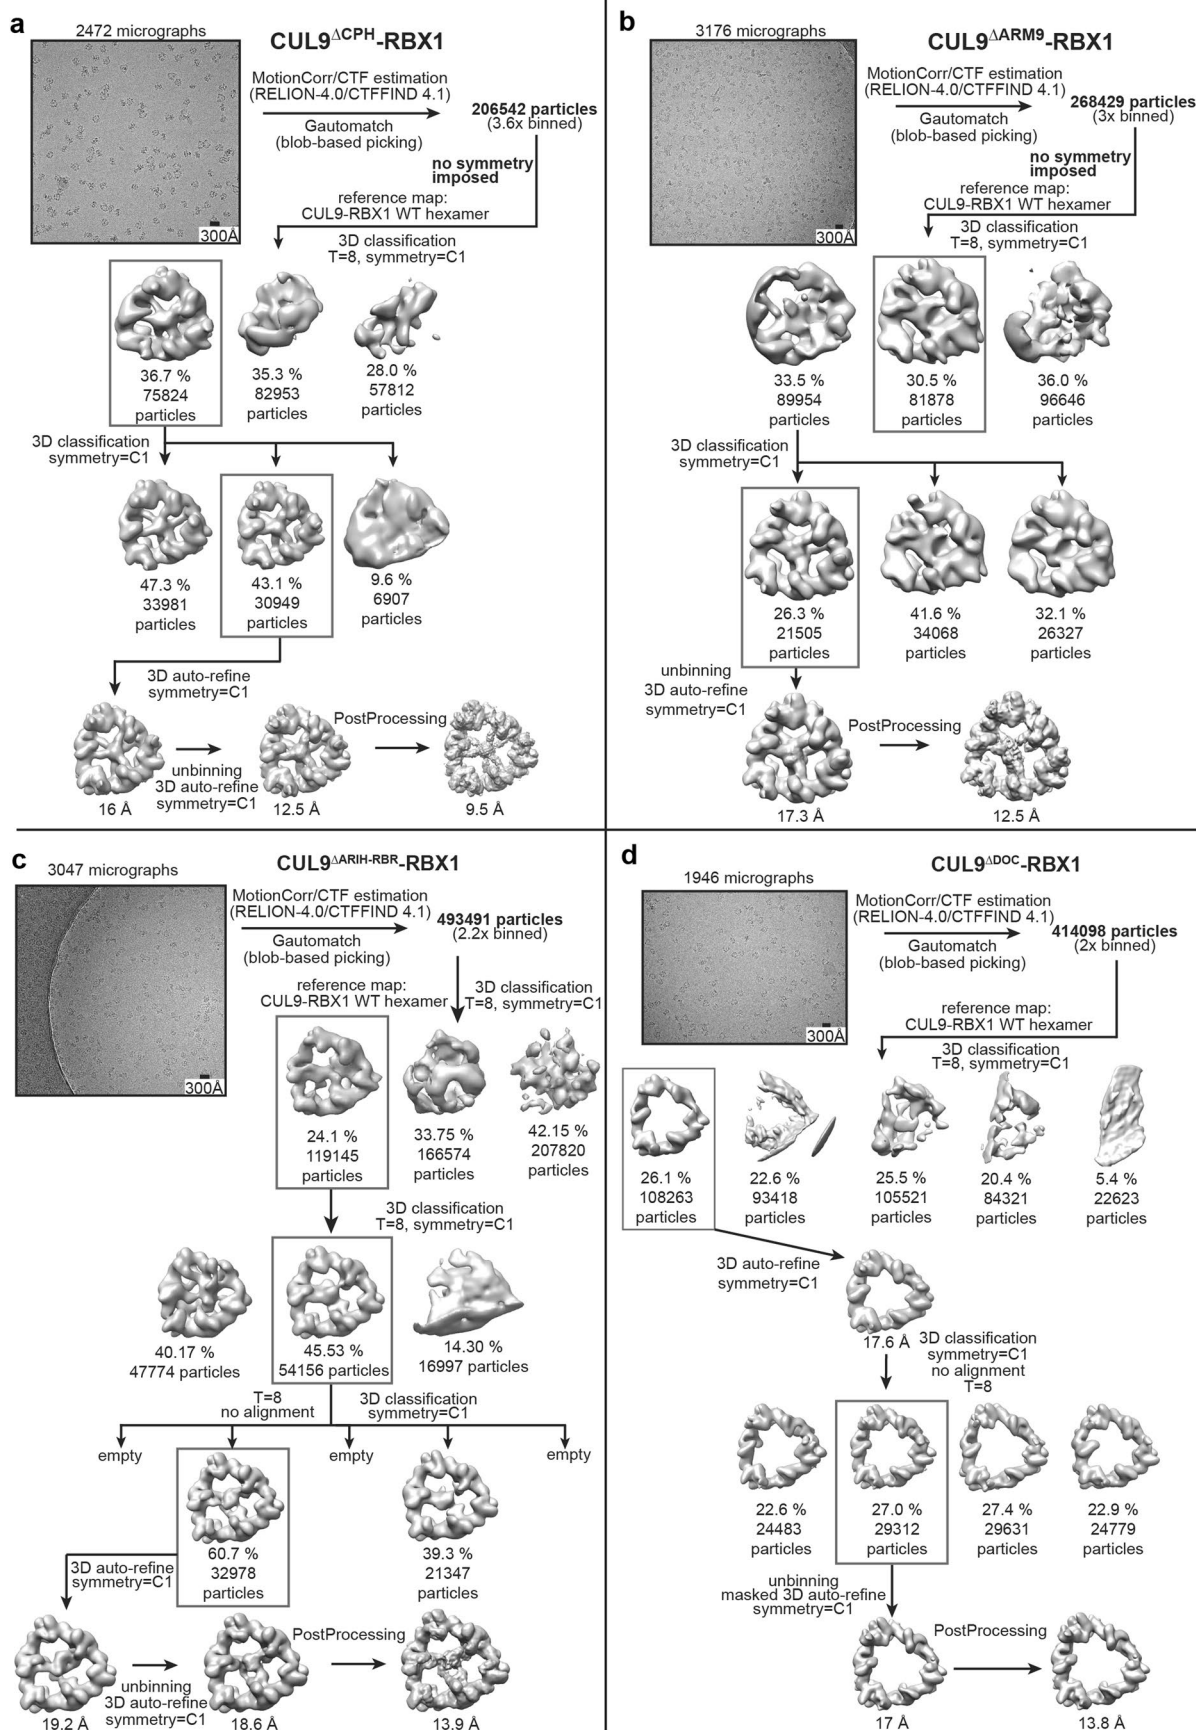 a
2472 micrographs
CUL9ΔCPH-RBX1
MotionCorr/CTF estimation
(RELION-4.0/CTFFIND 4.1)
Gautomatch
(blob-based picking)
206542 particles
(3.6x binned)
no symmetry
imposed
reference map:
CUL9-RBX1 WT hexamer
300Å
3D classification
T=8, symmetry=C1
36.7 %
75824
particles
35.3 %
82953
particles
28.0 %
57812
particles
3D classification
symmetry=C1
47.3 %
33981
particles
43.1 %
30949
particles
9.6 %
6907
particles
3D auto-refine
symmetry=C1
16 Å
unbinning
3D auto-refine
symmetry=C1
12.5 Å
PostProcessing
9.5 Å
b
3176 micrographs
CUL9ΔARM9-RBX1
MotionCorr/CTF estimation
(RELION-4.0/CTFFIND 4.1)
Gautomatch
(blob-based picking)
268429 particles
(3x binned)
no symmetry
imposed
reference map:
CUL9-RBX1 WT hexamer
300Å
3D classification
T=8, symmetry=C1
33.5 %
89954
particles
30.5 %
81878
particles
36.0 %
96646
particles
3D classification
symmetry=C1
26.3 %
21505
particles
41.6 %
34068
particles
32.1 %
26327
particles
unbinning
3D auto-refine
symmetry=C1
17.3 Å
PostProcessing
12.5 Å
c
3047 micrographs
CUL9ΔARIH-RBR-RBX1
MotionCorr/CTF estimation
(RELION-4.0/CTFFIND 4.1)
Gautomatch
(blob-based picking)
493491 particles
(2.2x binned)
reference map:
CUL9-RBX1 WT hexamer
3D classification
T=8, symmetry=C1
300Å
24.1 %
119145
particles
33.75 %
166574
particles
42.15 %
207820
particles
3D classification
T=8, symmetry=C1
40.17 %
47774 particles
45.53 %
54156 particles
14.30 %
16997 particles
T=8
no alignment
3D classification
symmetry=C1
empty
empty
empty
60.7 %
32978
particles
39.3 %
21347
particles
3D auto-refine
symmetry=C1
19.2 Å
unbinning
3D auto-refine
symmetry=C1
18.6 Å
PostProcessing
13.9 Å
d
1946 micrographs
CUL9ΔDOC-RBX1
MotionCorr/CTF estimation
(RELION-4.0/CTFFIND 4.1)
Gautomatch
(blob-based picking)
414098 particles
(2x binned)
reference map:
CUL9-RBX1 WT hexamer
300Å
3D classification
T=8, symmetry=C1
26.1 %
108263
particles
22.6 %
93418
particles
25.5 %
105521
particles
20.4 %
84321
particles
5.4 %
22623
particles
3D auto-refine
symmetry=C1
17.6 Å
3D classification
symmetry=C1
no alignment
T=8
22.6 %
24483
particles
27.0 %
29312
particles
27.4 %
29631
particles
22.9 %
24779
particles
unbinning
masked 3D auto-refine
symmetry=C1
17 Å
PostProcessing
13.8 Å